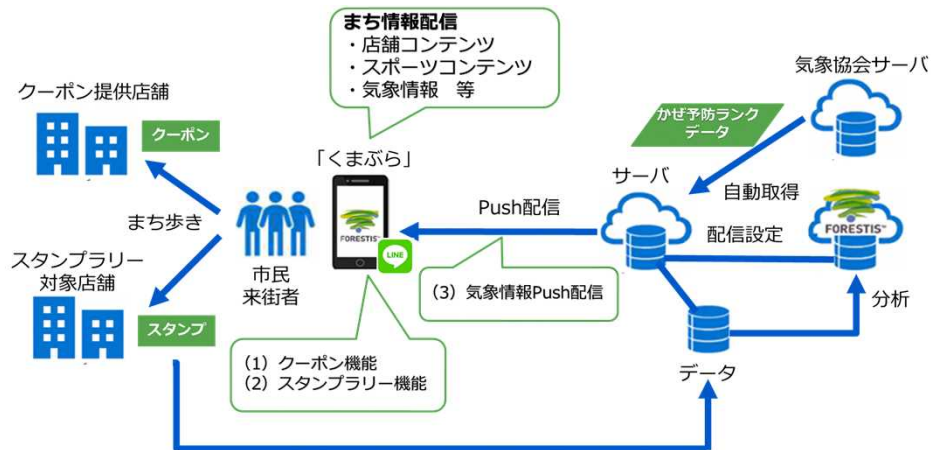 まち情報配信
・店舗コンテンツ
・スポーツコンテンツ
・気象情報 等
クーポン提供店舗
クーポン
「くまぶら」
FORESTIS™
LINE
まち歩き
市民
来街者
スタンプラリー
対象店舗
スタンプ
(1) クーポン機能
(2) スタンプラリー機能
Push配信
(3) 気象情報Push配信
サーバ
気象協会サーバ
かぜ予防ランク
データ
自動取得
配信設定
FORESTIS™
分析
データ